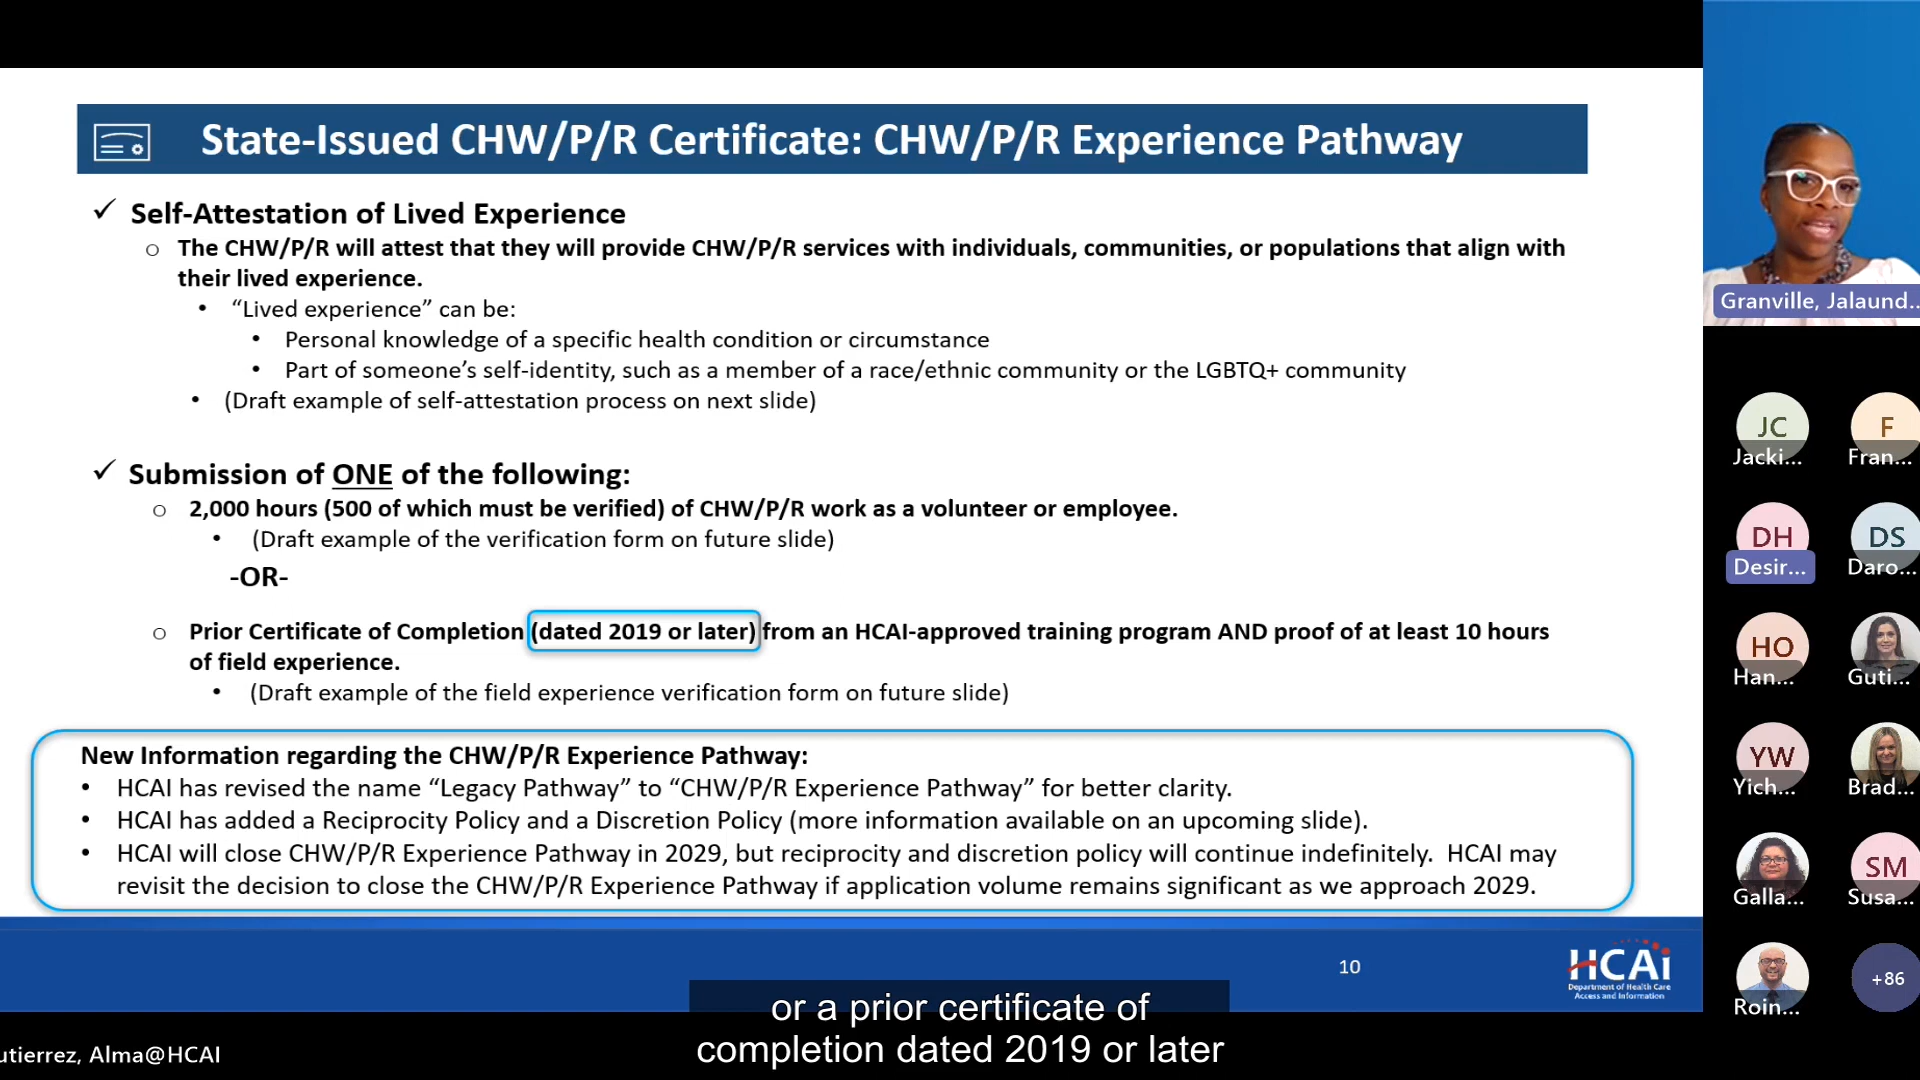 State-Issued CHW/P/R Certificate: CHW/P/R Experience Pathway
✓ Self-Attestation of Lived Experience
o The CHW/P/R will attest that they will provide CHW/P/R services with individuals, communities, or populations that align with
their lived experience.
• “Lived experience” can be:
• Personal knowledge of a specific health condition or circumstance
• Part of someone’s self-identity, such as a member of a race/ethnic community or the LGBTQ+ community
• (Draft example of self-attestation process on next slide)
✓ Submission of ONE of the following:
o 2,000 hours (500 of which must be verified) of CHW/P/R work as a volunteer or employee.
• (Draft example of the verification form on future slide)
-OR-
o Prior Certificate of Completion (dated 2019 or later) from an HCAI-approved training program AND proof of at least 10 hours
of field experience.
• (Draft example of the field experience verification form on future slide)
New Information regarding the CHW/P/R Experience Pathway:
• HCAI has revised the name “Legacy Pathway” to “CHW/P/R Experience Pathway” for better clarity.
• HCAI has added a Reciprocity Policy and a Discretion Policy (more information available on an upcoming slide).
• HCAI will close CHW/P/R Experience Pathway in 2029, but reciprocity and discretion policy will continue indefinitely. HCAI may
revisit the decision to close the CHW/P/R Experience Pathway if application volume remains significant as we approach 2029.
10
HCAi
Department of Health Care
Access and Information
or a prior certificate of
completion dated 2019 or later
utierrez, Alma@HCAI
Granville, Jalaund...
JC
Jacki...
F
Fran...
DH
Desir...
DS
Daro...
HO
Han...
Guti...
YW
Yich...
Brad...
Galla...
SM
Susa...
Roin...
+86